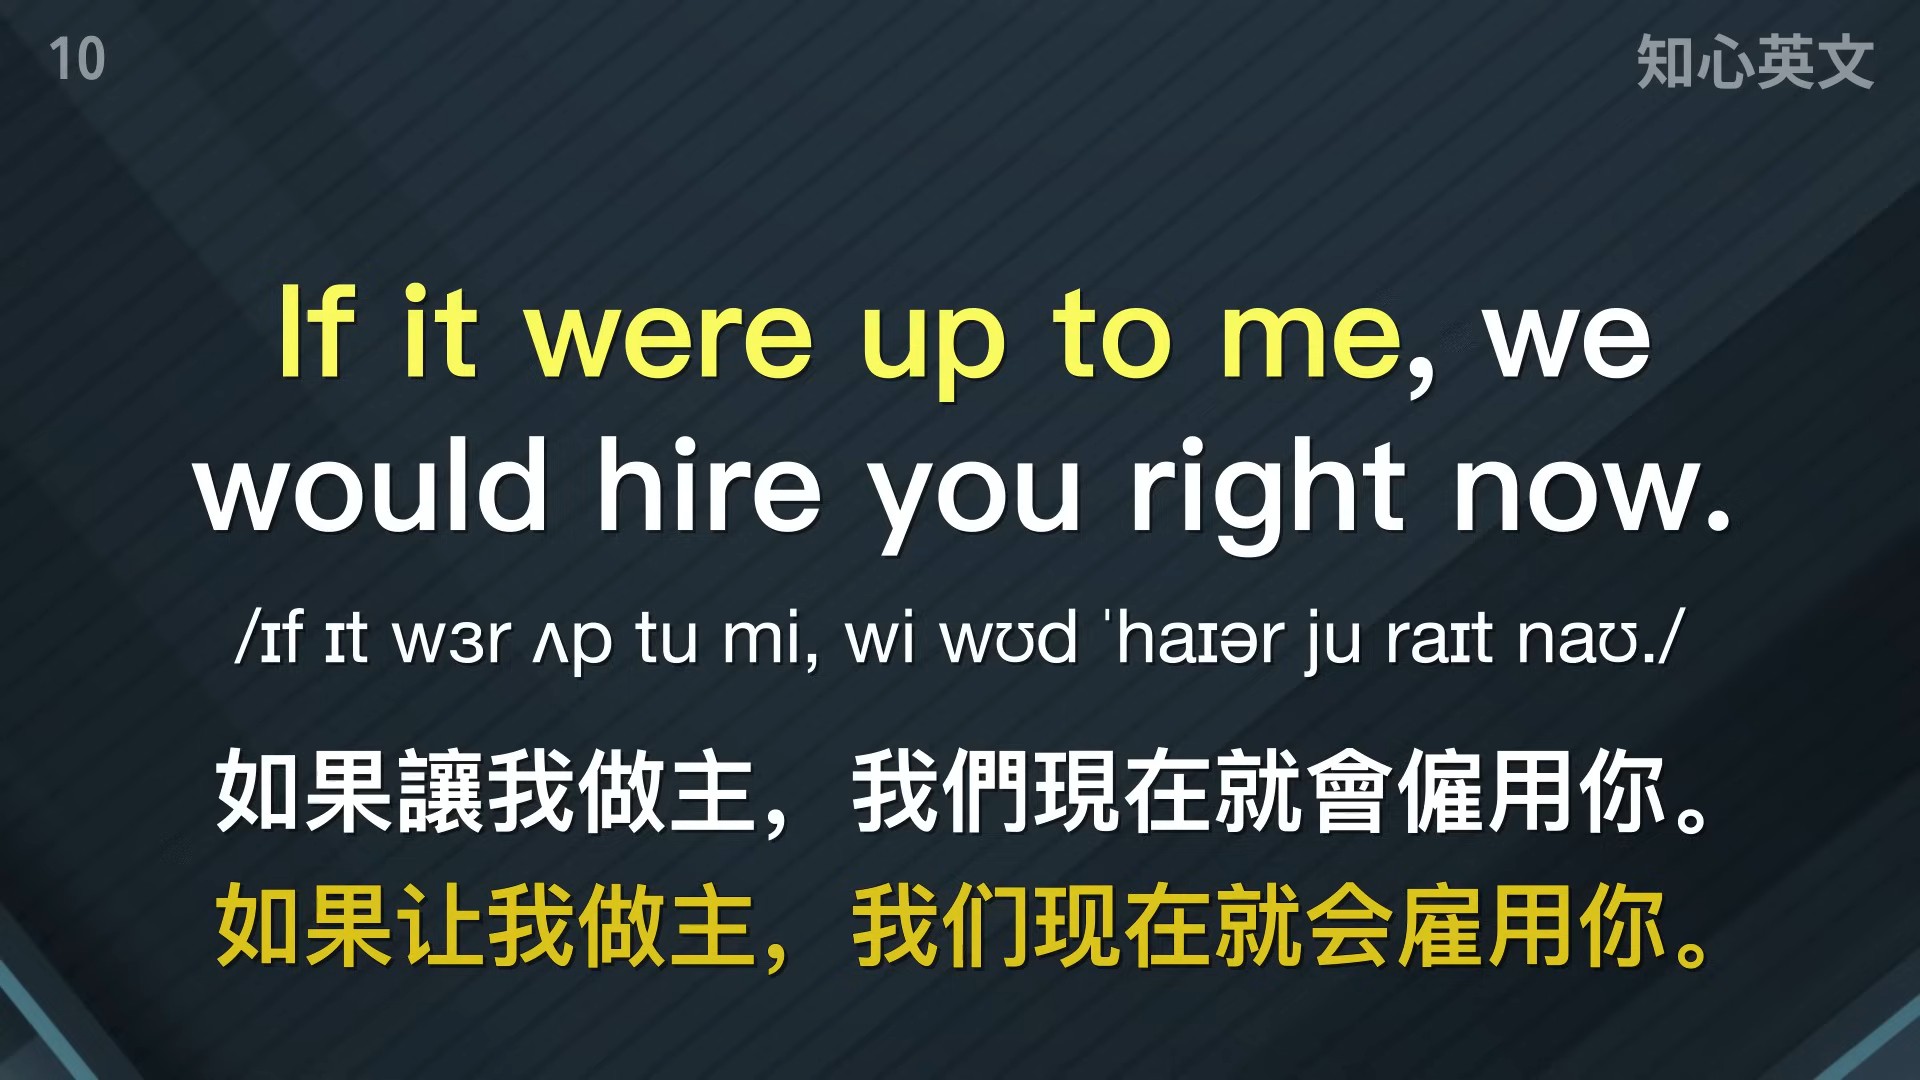 10
知心英文
If it were up to me, we
would hire you right now.
/ɪf ɪt wɜr ʌp tu mi, wi wʊd ˈhaɪər ju raɪt naʊ./
如果讓我做主，我們現在就會僱用你。
如果让我做主，我们现在就会雇用你。